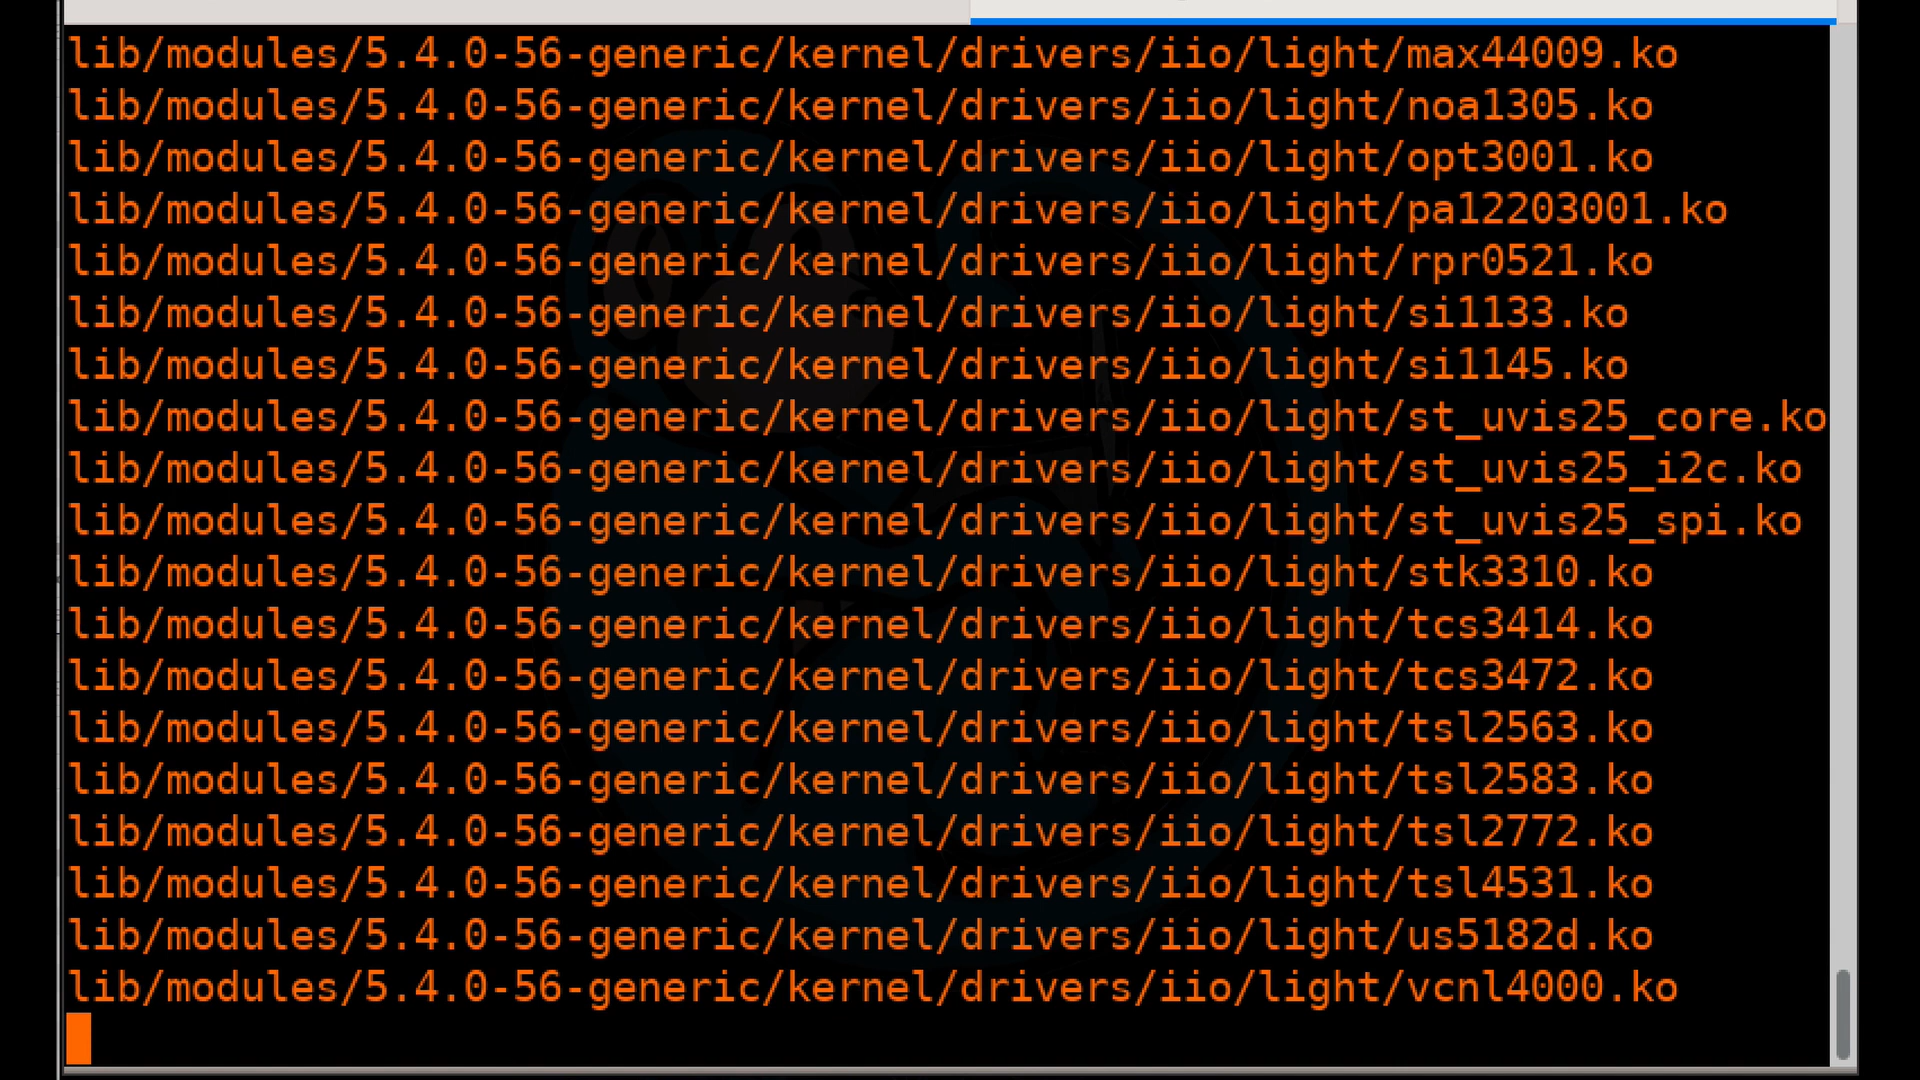 lib/modules/5.4.0-56-generic/kernel/drivers/iio/light/max44009.ko
lib/modules/5.4.0-56-generic/kernel/drivers/iio/light/noa1305.ko
lib/modules/5.4.0-56-generic/kernel/drivers/iio/light/opt3001.ko
lib/modules/5.4.0-56-generic/kernel/drivers/iio/light/pa12203001.ko
lib/modules/5.4.0-56-generic/kernel/drivers/iio/light/rpr0521.ko
lib/modules/5.4.0-56-generic/kernel/drivers/iio/light/si1133.ko
lib/modules/5.4.0-56-generic/kernel/drivers/iio/light/si1145.ko
lib/modules/5.4.0-56-generic/kernel/drivers/iio/light/st_uvis25_core.ko
lib/modules/5.4.0-56-generic/kernel/drivers/iio/light/st_uvis25_i2c.ko
lib/modules/5.4.0-56-generic/kernel/drivers/iio/light/st_uvis25_spi.ko
lib/modules/5.4.0-56-generic/kernel/drivers/iio/light/stk3310.ko
lib/modules/5.4.0-56-generic/kernel/drivers/iio/light/tcs3414.ko
lib/modules/5.4.0-56-generic/kernel/drivers/iio/light/tcs3472.ko
lib/modules/5.4.0-56-generic/kernel/drivers/iio/light/tsl2563.ko
lib/modules/5.4.0-56-generic/kernel/drivers/iio/light/tsl2583.ko
lib/modules/5.4.0-56-generic/kernel/drivers/iio/light/tsl2772.ko
lib/modules/5.4.0-56-generic/kernel/drivers/iio/light/tsl4531.ko
lib/modules/5.4.0-56-generic/kernel/drivers/iio/light/us5182d.ko
lib/modules/5.4.0-56-generic/kernel/drivers/iio/light/vcnl4000.ko